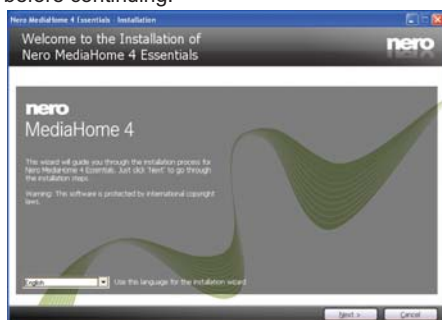 before continuing.
Nero MediaHome 4 Essentials - Installation
Welcome to the Installation of
Nero MediaHome 4 Essentials
nero
nero
MediaHome 4
This wizard will guide you through the installation process for
Nero MediaHome 4 Essentials. Just click 'Next' to go through
the installation steps.
Warning: This software is protected by international copyright
laws.
English
Use this language for the installation wizard
Next >
Cancel